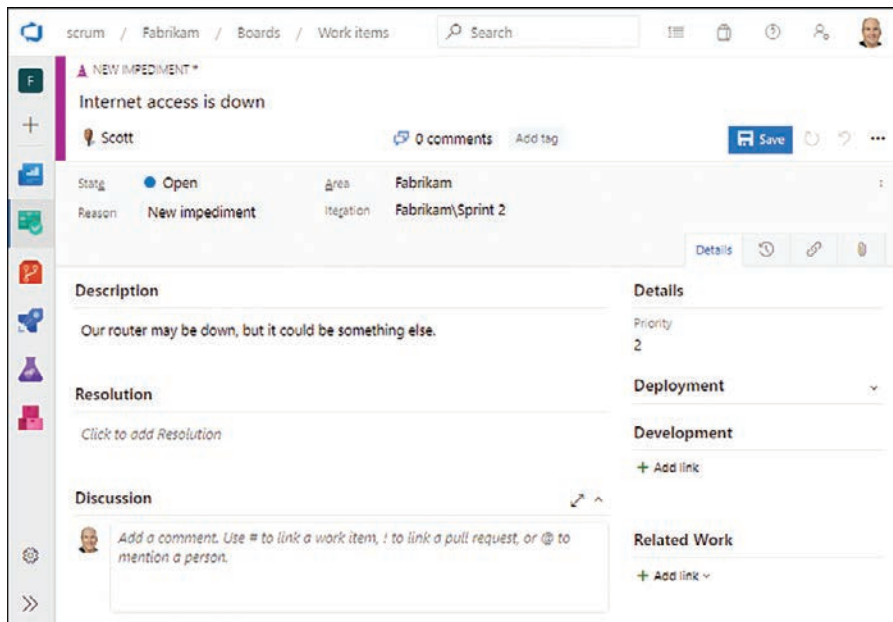 scrum / Fabrikam / Boards / Work items
Search
F
NEW IMPEDIMENT *
Internet access is down
Scott
0 comments
Add tag
Save
State
Open
Area
Fabrikam
Reason
New impediment
Iteration
Fabrikam\Sprint 2
Details
Description
Our router may be down, but it could be something else.
Resolution
Click to add Resolution
Discussion
Add a comment. Use # to link a work item, ! to link a pull request, or @ to
mention a person.
Details
Priority
2
Deployment
Development
+ Add link
Related Work
+ Add link